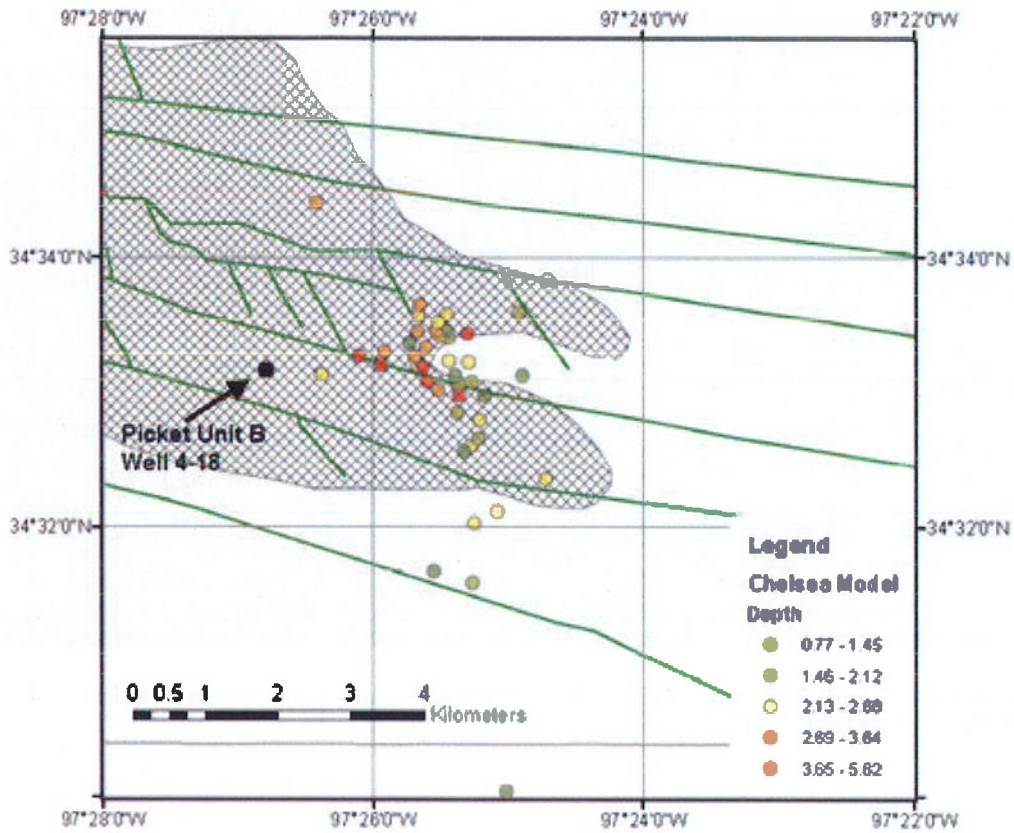 97°28'0"W 97°26'0"W 97°24'0"W 97°22'0"W
34°34'0"N 34°34'0"N
Picket Unit B
Well 4-18
34°32'0"N 34°32'0"N
Legend
Chelsea Model
Depth
0.77 - 1.45
1.46 - 2.12
2.13 - 2.68
2.69 - 3.64
3.65 - 5.62
0 0.5 1 2 3 4
Kilometers
97°28'0"W 97°26'0"W 97°24'0"W 97°22'0"W